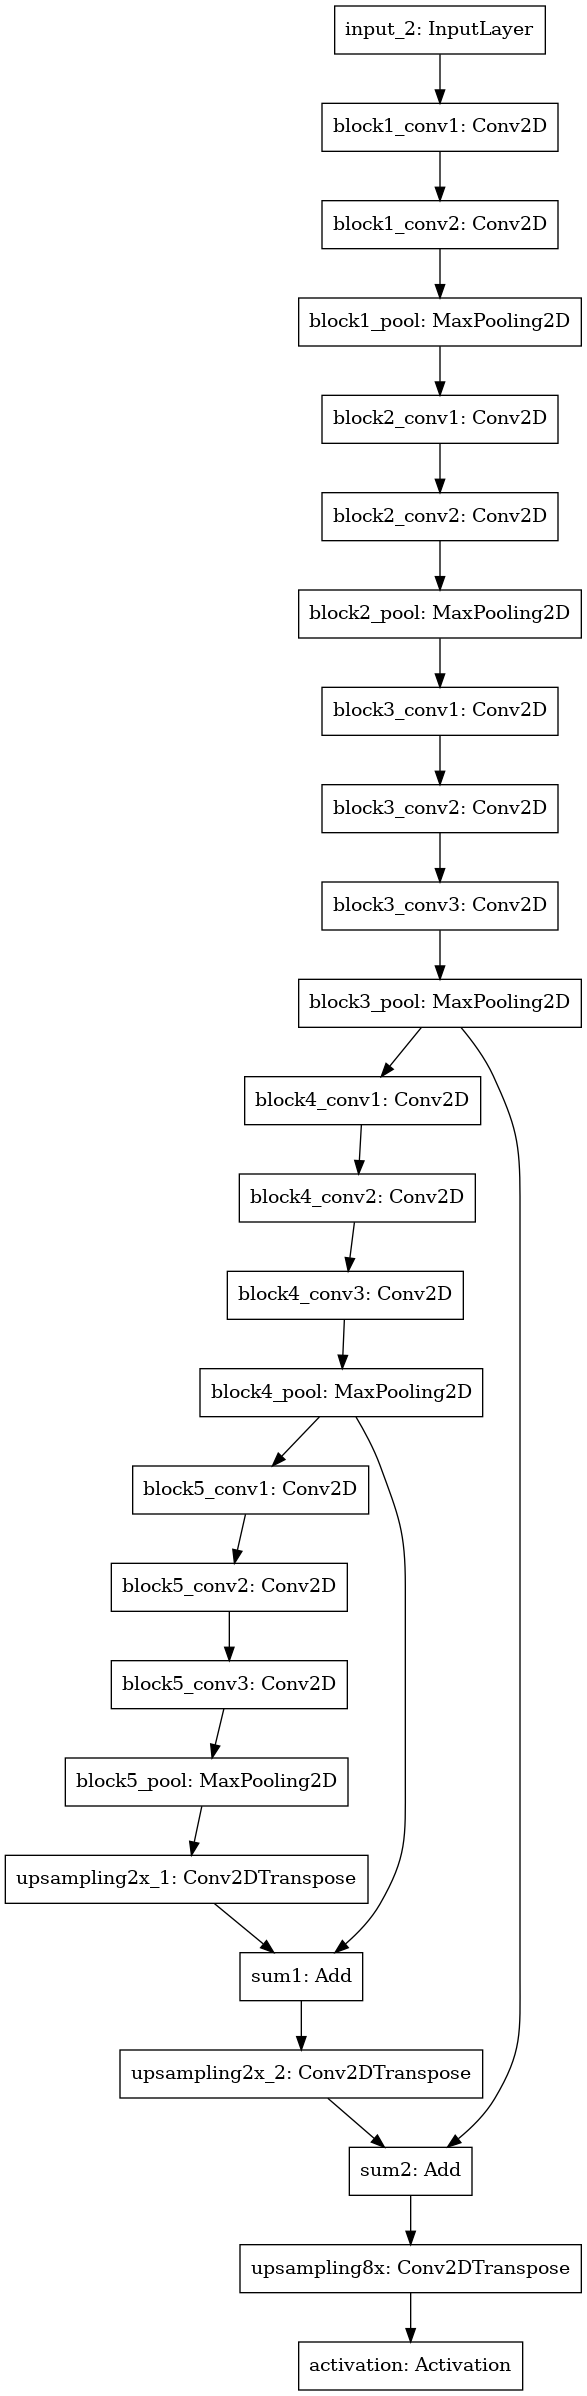 input_2: InputLayer
block1_conv1: Conv2D
block1_conv2: Conv2D
block1_pool: MaxPooling2D
block2_conv1: Conv2D
block2_conv2: Conv2D
block2_pool: MaxPooling2D
block3_conv1: Conv2D
block3_conv2: Conv2D
block3_conv3: Conv2D
block3_pool: MaxPooling2D
block4_conv1: Conv2D
block4_conv2: Conv2D
block4_conv3: Conv2D
block4_pool: MaxPooling2D
block5_conv1: Conv2D
block5_conv2: Conv2D
block5_conv3: Conv2D
block5_pool: MaxPooling2D
upsampling2x_1: Conv2DTranspose
sum1: Add
upsampling2x_2: Conv2DTranspose
sum2: Add
upsampling8x: Conv2DTranspose
activation: Activation